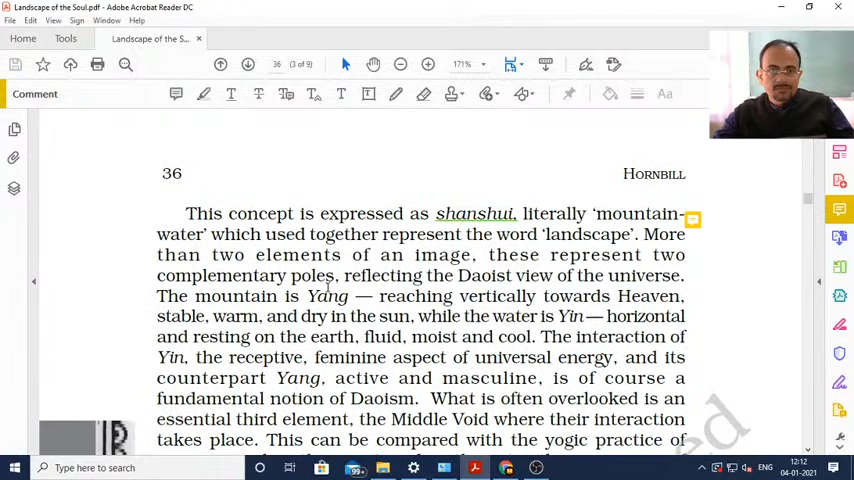 Landscape of the Soul.pdf - Adobe Acrobat Reader DC
File Edit View Sign Window Help
Home Tools Landscape of the S... ×
36 (3 of 9) 171%
Comment
Aa
36 HORNBILL
This concept is expressed as shanshui, literally ‘mountain-
water’ which used together represent the word ‘landscape’. More
than two elements of an image, these represent two
complementary poles, reflecting the Daoist view of the universe.
The mountain is Yang — reaching vertically towards Heaven,
stable, warm, and dry in the sun, while the water is Yin — horizontal
and resting on the earth, fluid, moist and cool. The interaction of
Yin, the receptive, feminine aspect of universal energy, and its
counterpart Yang, active and masculine, is of course a
fundamental notion of Daoism. What is often overlooked is an
essential third element, the Middle Void where their interaction
takes place. This can be compared with the yogic practice of
Type here to search
99+
ENG
12:12
04-01-2021